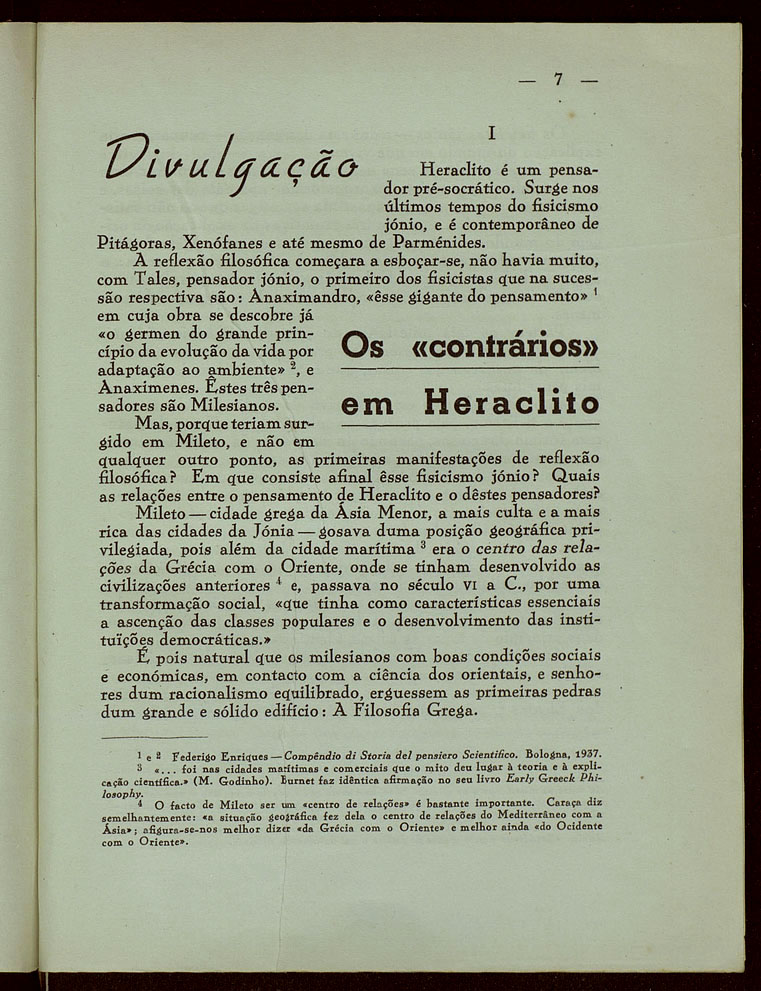 — 7 —
Divulgação
Os «contrários»
em Heraclito
I
Heraclito é um pensa-
dor pré-socrático. Surge nos
últimos tempos do fisicismo
jónio, e é contemporâneo de
Pitágoras, Xenófanes e até mesmo de Parménides.
A reflexão filosófica começara a esboçar-se, não havia muito,
com Tales, pensador jónio, o primeiro dos fisicistas que na suces-
são respectiva são: Anaximandro, «êsse gigante do pensamento» 1
em cuja obra se descobre já
«o germen do grande prin-
cípio da evolução da vida por
adaptação ao ambiente» 2, e
Anaximenes. Êstes três pen-
sadores são Milesianos.
Mas, porque teriam sur-
gido em Mileto, e não em
qualquer outro ponto, as primeiras manifestações de reflexão
filosófica? Em que consiste afinal êsse fisicismo jónio? Quais
as relações entre o pensamento de Heraclito e o dêstes pensadores?
Mileto — cidade grega da Ásia Menor, a mais culta e a mais
rica das cidades da Jónia — gosava duma posição geográfica pri-
vilegiada, pois além da cidade marítima 3 era o centro das rela-
ções da Grécia com o Oriente, onde se tinham desenvolvido as
civilizações anteriores 4 e, passava no século VI a C., por uma
transformação social, «que tinha como características essenciais
a ascenção das classes populares e o desenvolvimento das insti-
tuïções democráticas.»
É pois natural que os milesianos com boas condições sociais
e económicas, em contacto com a ciência dos orientais, e senho-
res dum racionalismo equilibrado, erguessem as primeiras pedras
dum grande e sólido edifício: A Filosofia Grega.
1 e 2 Federigo Enriques — Compêndio di Storia del pensiero Scientifico. Bologna, 1937.
3 «... foi nas cidades marítimas e comerciais que o mito deu lugar à teoria e à expli-
cação científica.» (M. Godinho). Burnet faz idêntica afirmação no seu livro Early Greeck Phi-
losophy.
4 O facto de Mileto ser um «centro de relações» é bastante importante. Caraça diz
semelhantemente: «a situação geográfica fez dela o centro de relações do Mediterrâneo com a
Ásia»; afigura-se-nos melhor dizer «da Grécia com o Oriente» e melhor ainda «do Ocidente
com o Oriente».